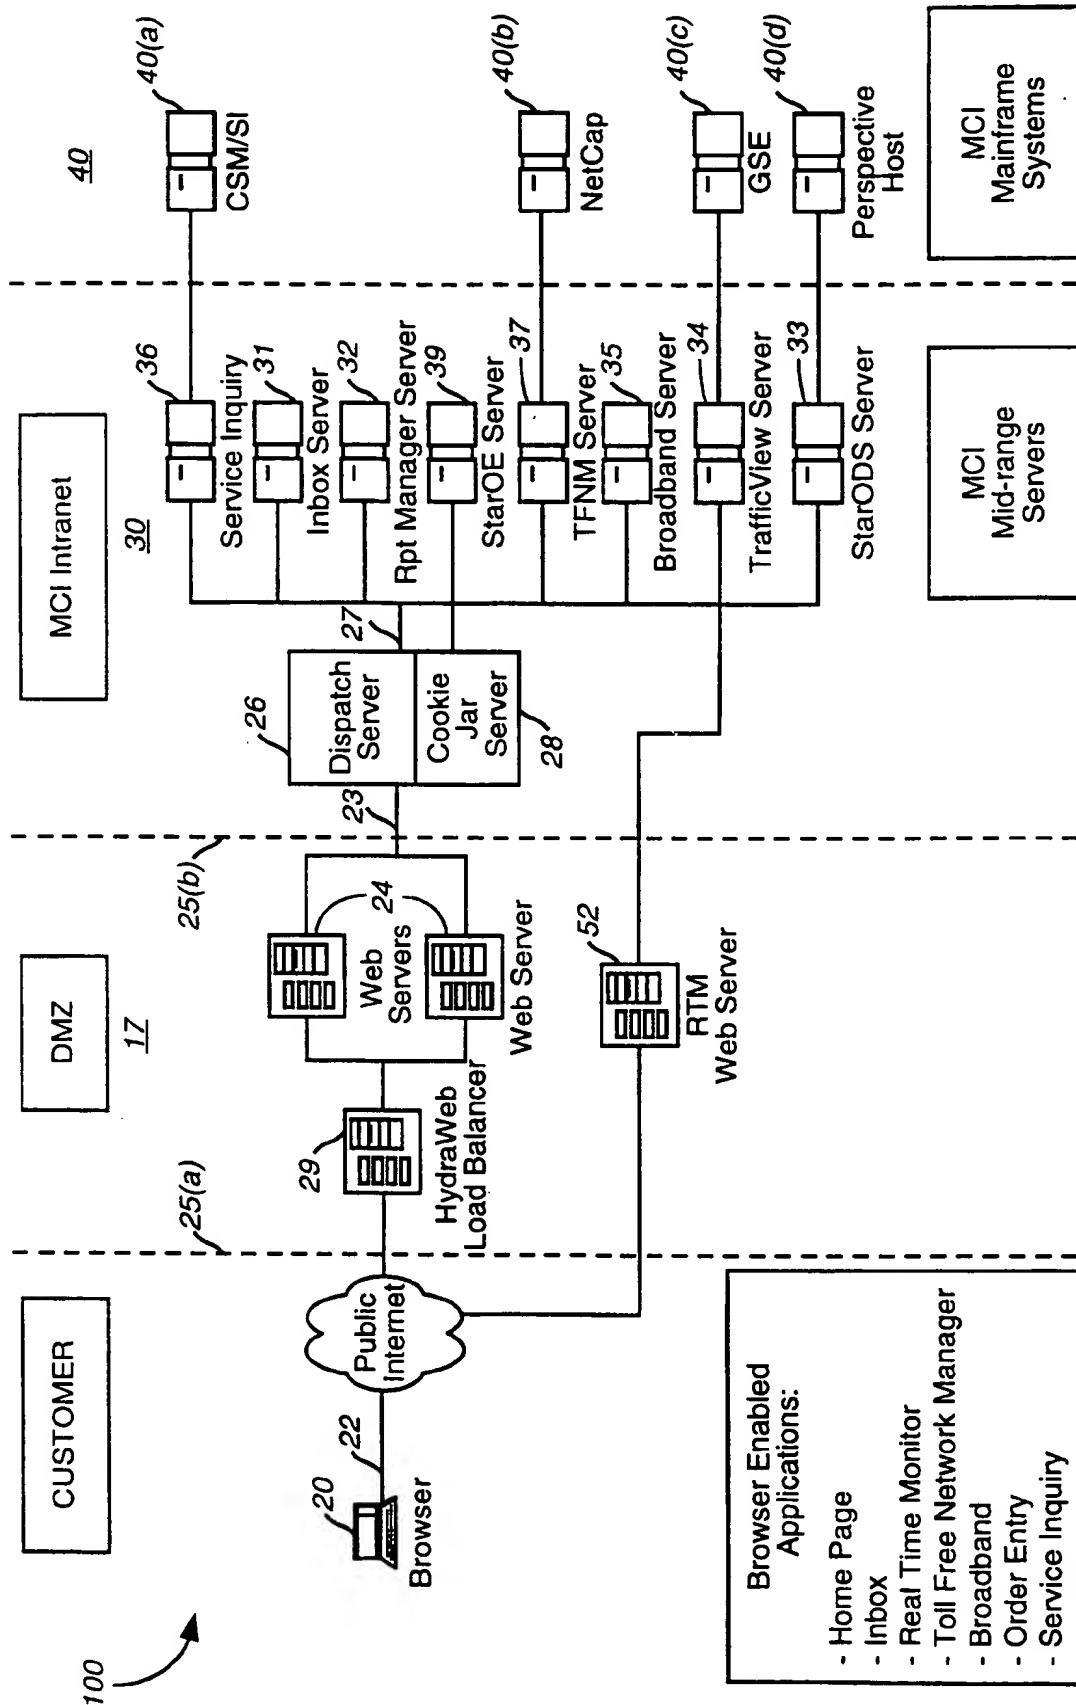 100
CUSTOMER
DMZ
17
MCI Intranet
30
40
25(a)
25(b)
20
22
Browser
Public
Internet
29
HydraWeb
Load Balancer
24
Web
Servers
Web Server
52
RTM
Web Server
23
26
Dispatch
Server
Cookie
Jar
Server
28
27
36
Service Inquiry
31
Inbox Server
32
Rpt Manager Server
39
StarOE Server
37
TFNM Server
35
Broadband Server
34
TrafficView Server
33
StarODS Server
40(a)
CSM/SI
40(b)
NetCap
40(c)
GSE
40(d)
Perspective
Host
Browser Enabled
Applications:
- Home Page
- Inbox
- Real Time Monitor
- Toll Free Network Manager
- Broadband
- Order Entry
- Service Inquiry
MCI
Mid-range
Servers
MCI
Mainframe
Systems